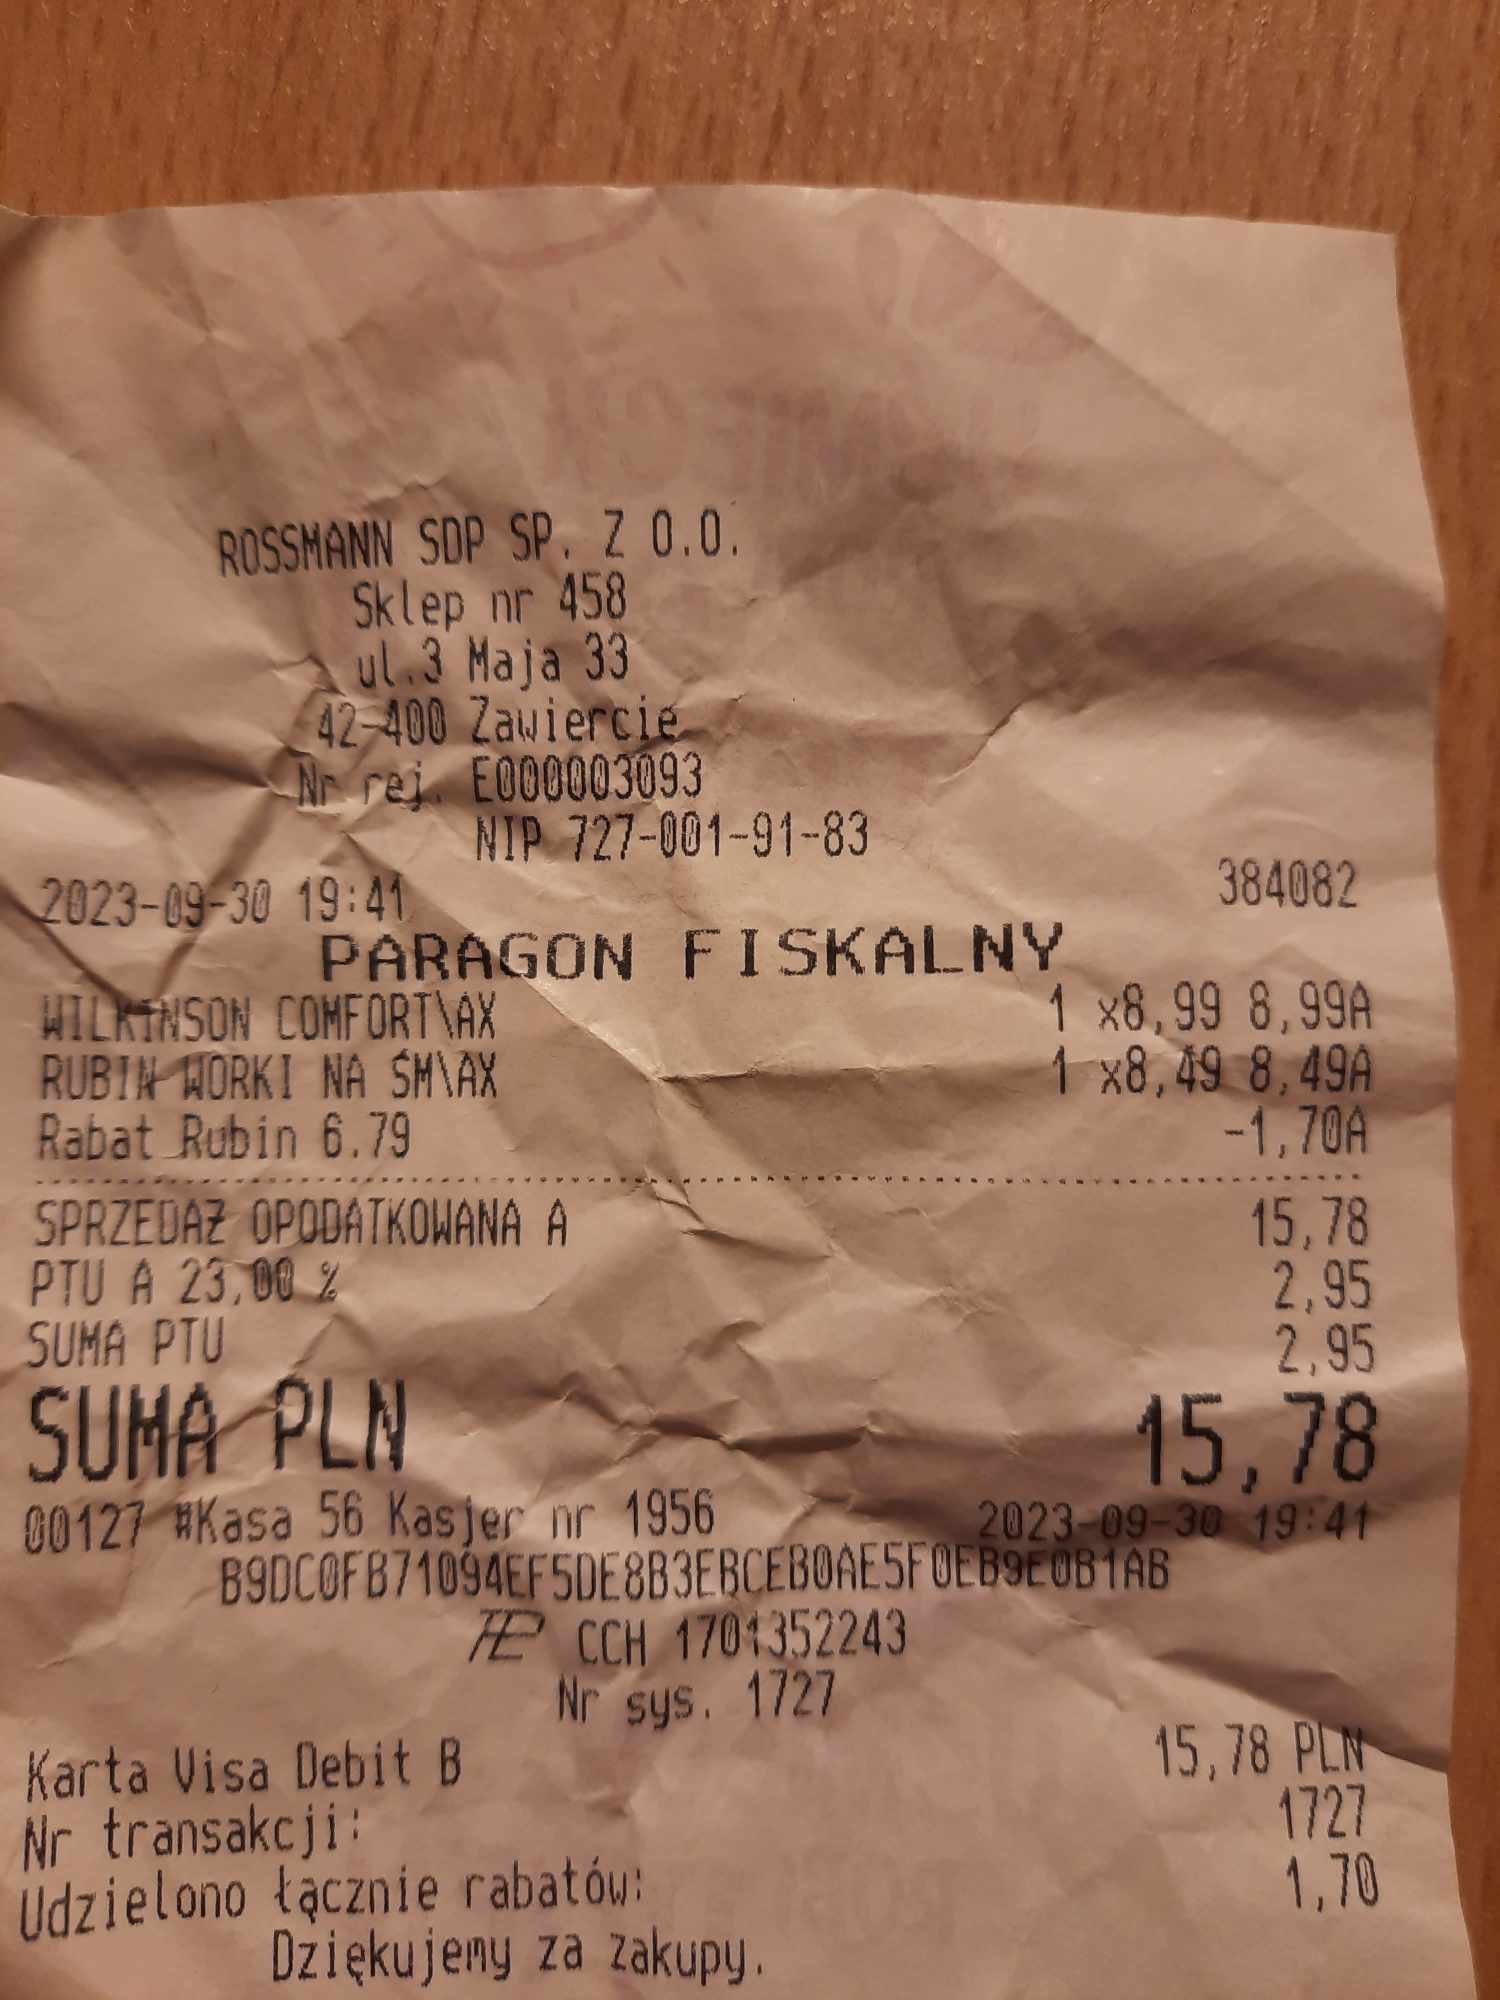 ROSSMANN SDP SP. Z O.O.
Sklep nr 458
ul.3 Maja 33
42-400 Zawiercie
Nr rej. E000003093
NIP 727-001-91-83
2023-09-30 19:41 384082
PARAGON FISKALNY
WILKINSON COMFORT\AX 1 x8,99 8,99A
RUBIN WORKI NA ŚM\AX 1 x8,49 8,49A
Rabat Rubin 6.79 -1,70A
SPRZEDAŻ OPODATKOWANA A 15,78
PTU A 23,00 % 2,95
SUMA PTU 2,95
SUMA PLN 15,78
00127 #Kasa 56 Kasjer nr 1956 2023-09-30 19:41
B9DC0FB71094EF5DE8B3EBCEB0AE5F0EB9E0B1AB
CCH 1701352243
Nr sys. 1727
Karta Visa Debit B 15,78 PLN
Nr transakcji: 1727
Udzielono łącznie rabatów: 1,70
Dziękujemy za zakupy.